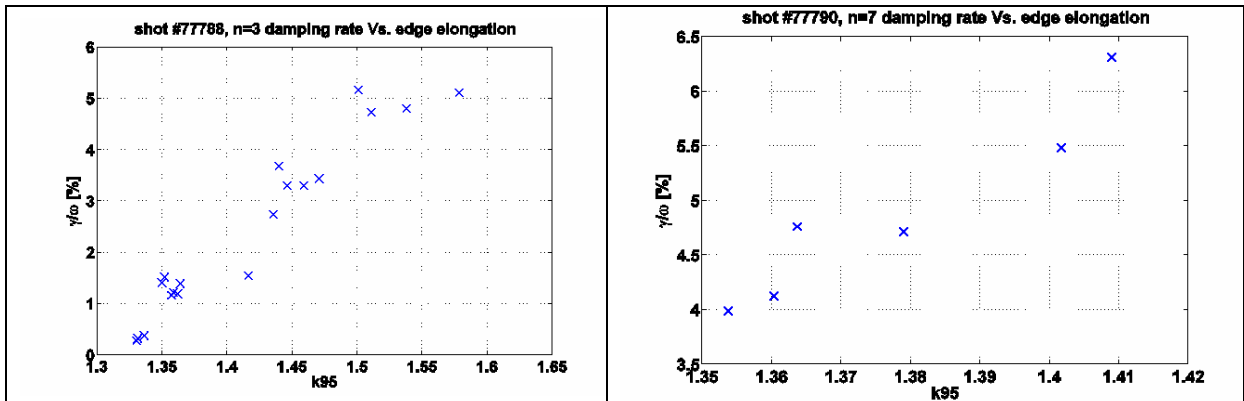 shot #77788, n=3 damping rate Vs. edge elongation
6
5
4
3
2
1
0
γ/ω [%]
1.3 1.35 1.4 1.45 1.5 1.55 1.6 1.65
k95
shot #77790, n=7 damping rate Vs. edge elongation
6.5
6
5.5
5
4.5
4
3.5
γ/ω [%]
1.35 1.36 1.37 1.38 1.39 1.4 1.41 1.42
k95